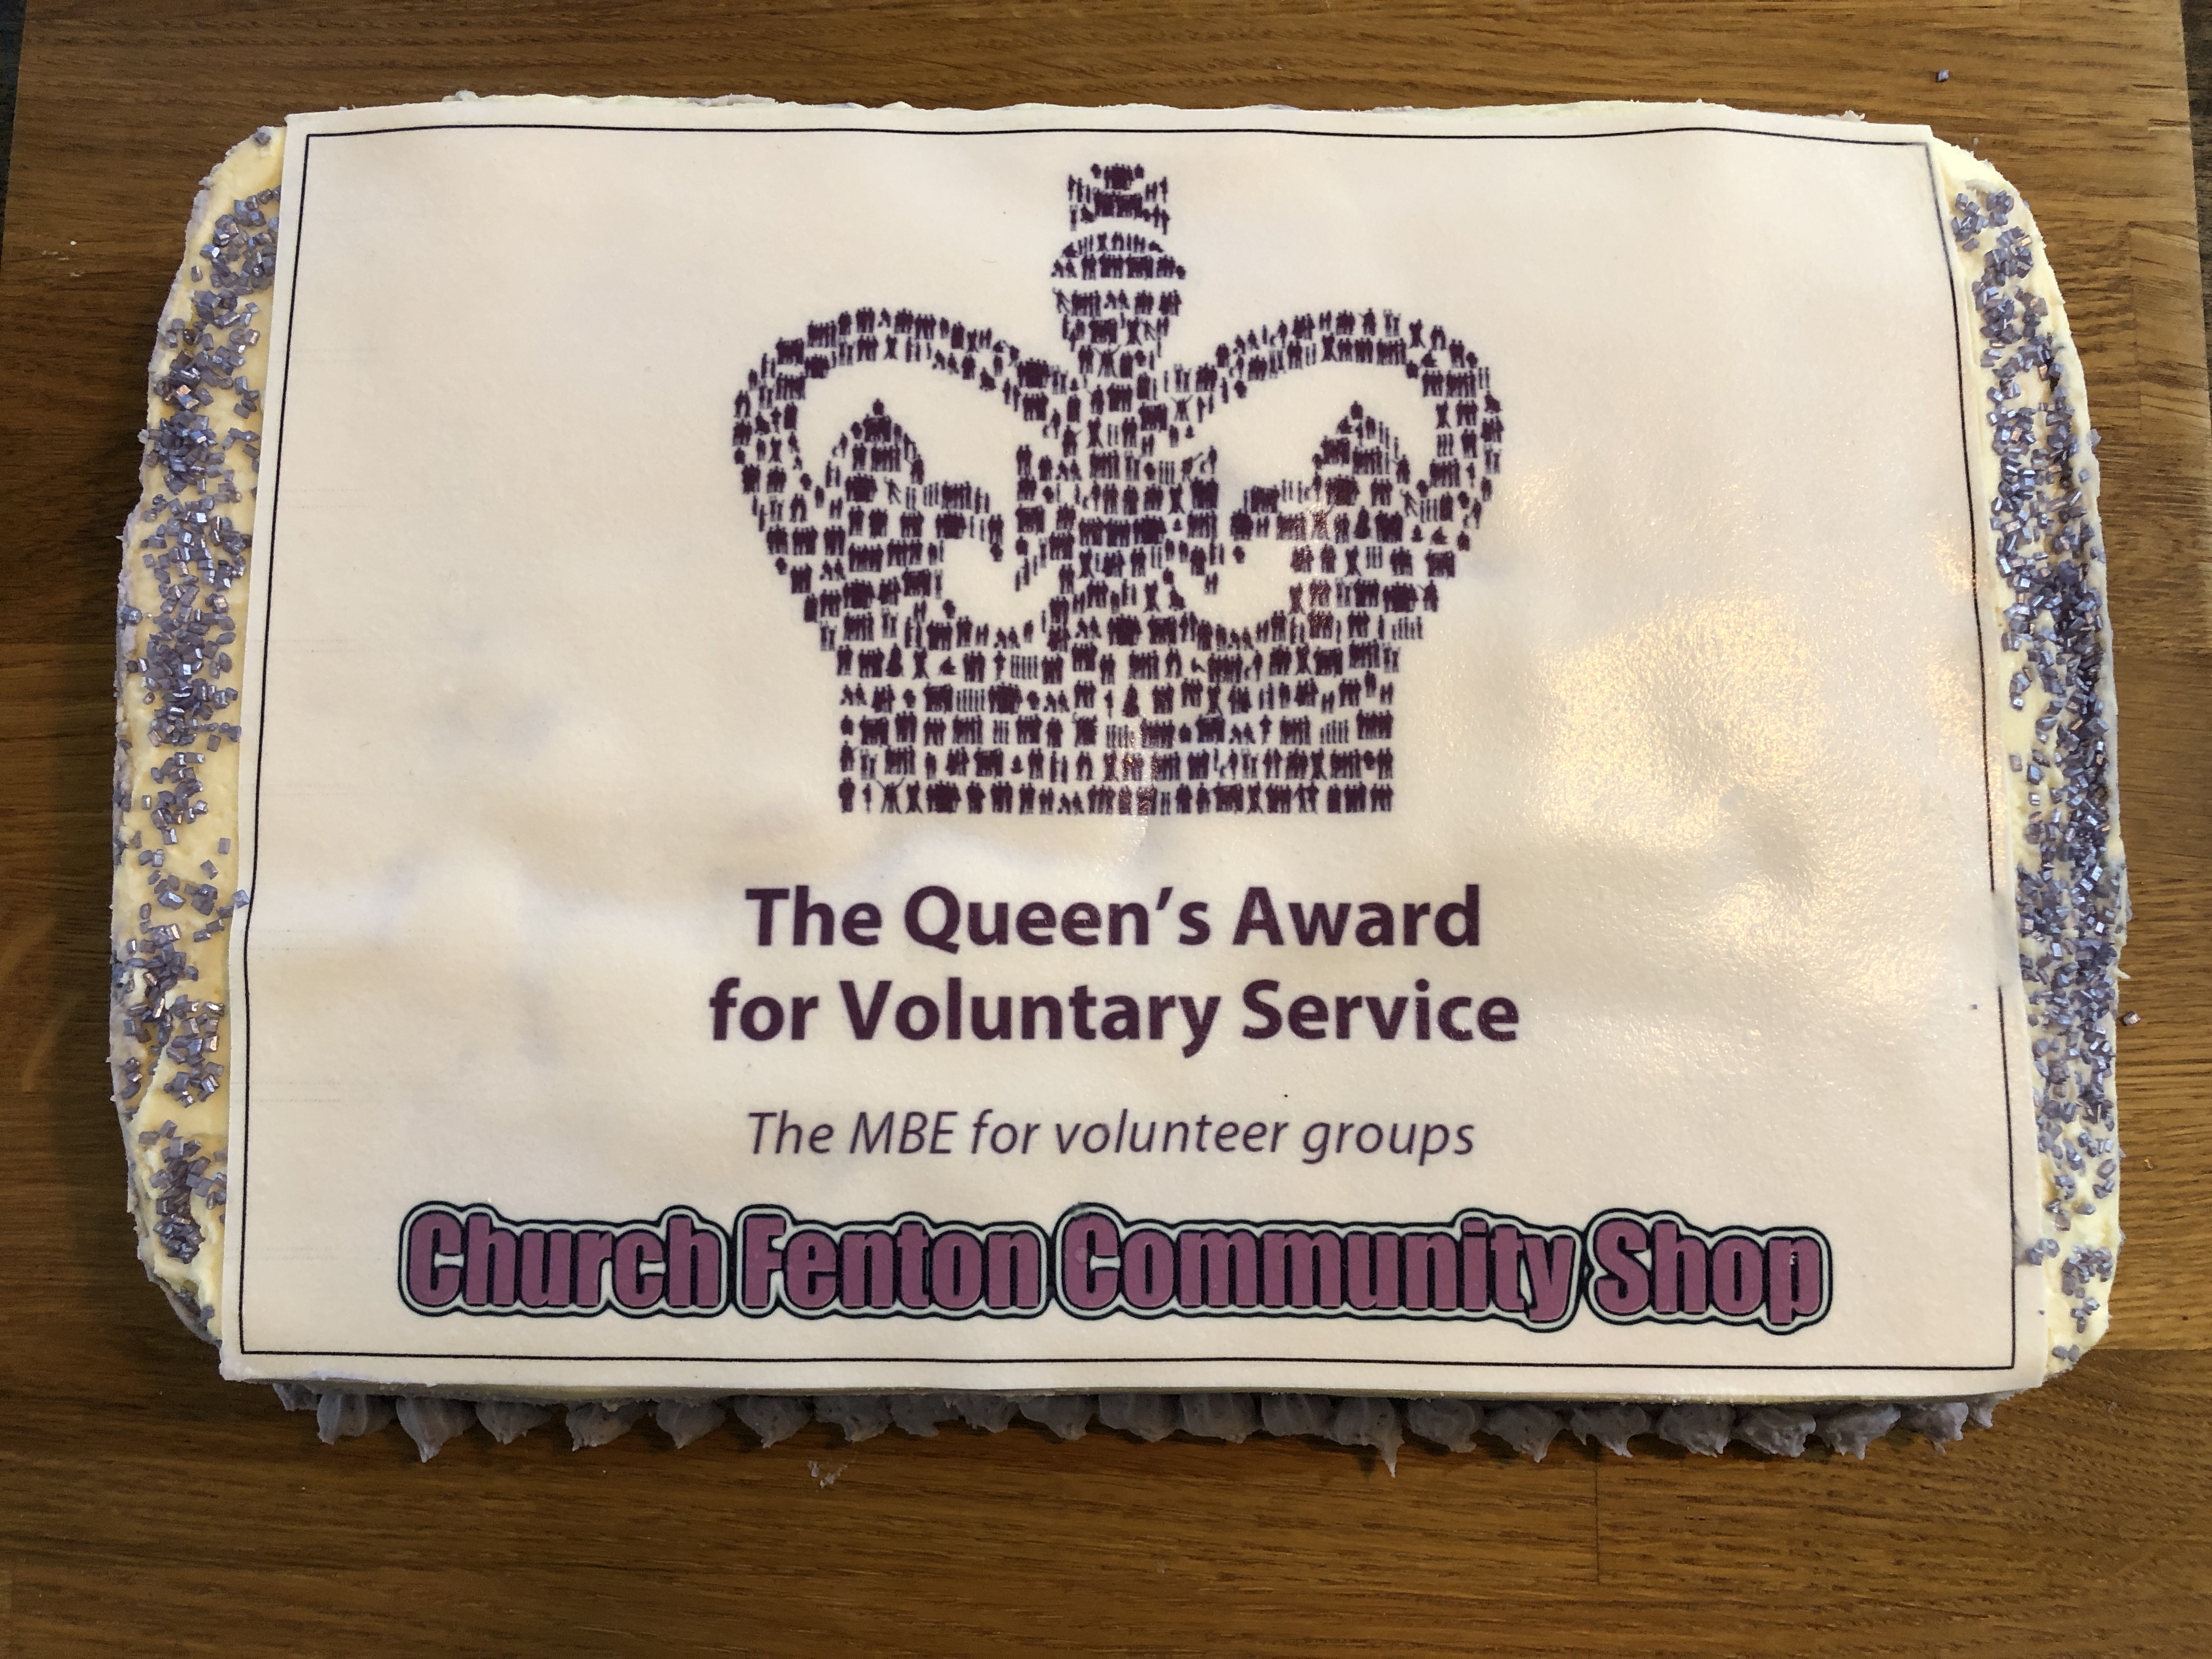 The Queen's Award
for Voluntary Service
The MBE for volunteer groups
Church Fenton Community Shop